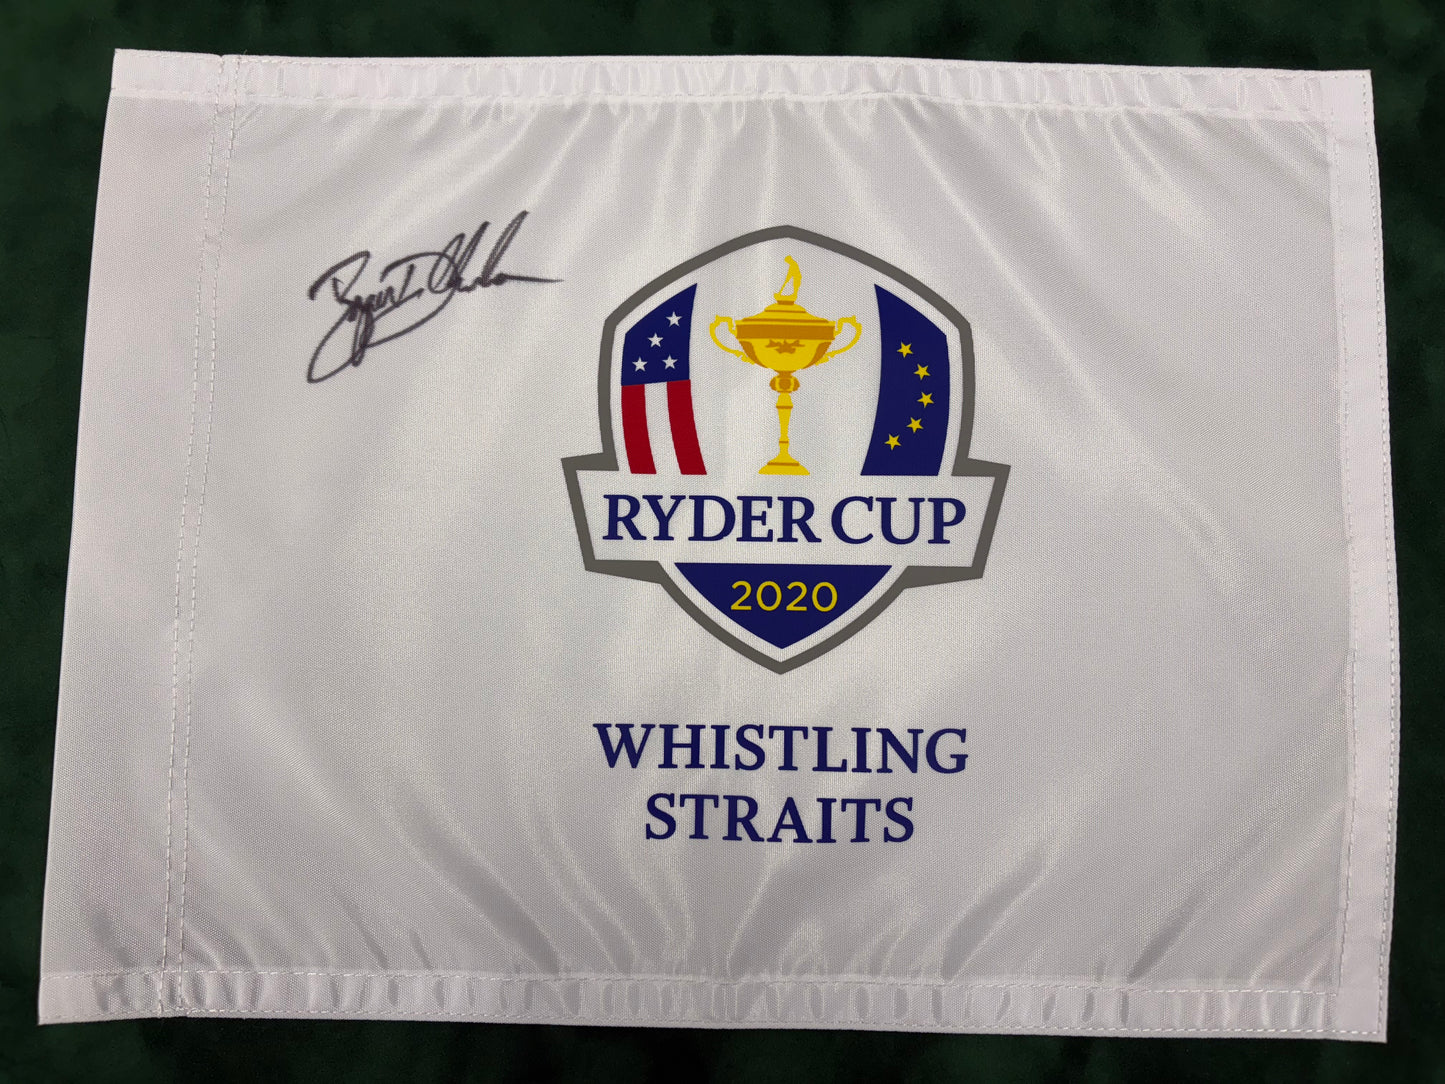 RYDER CUP
2020
WHISTLING
STRAITS